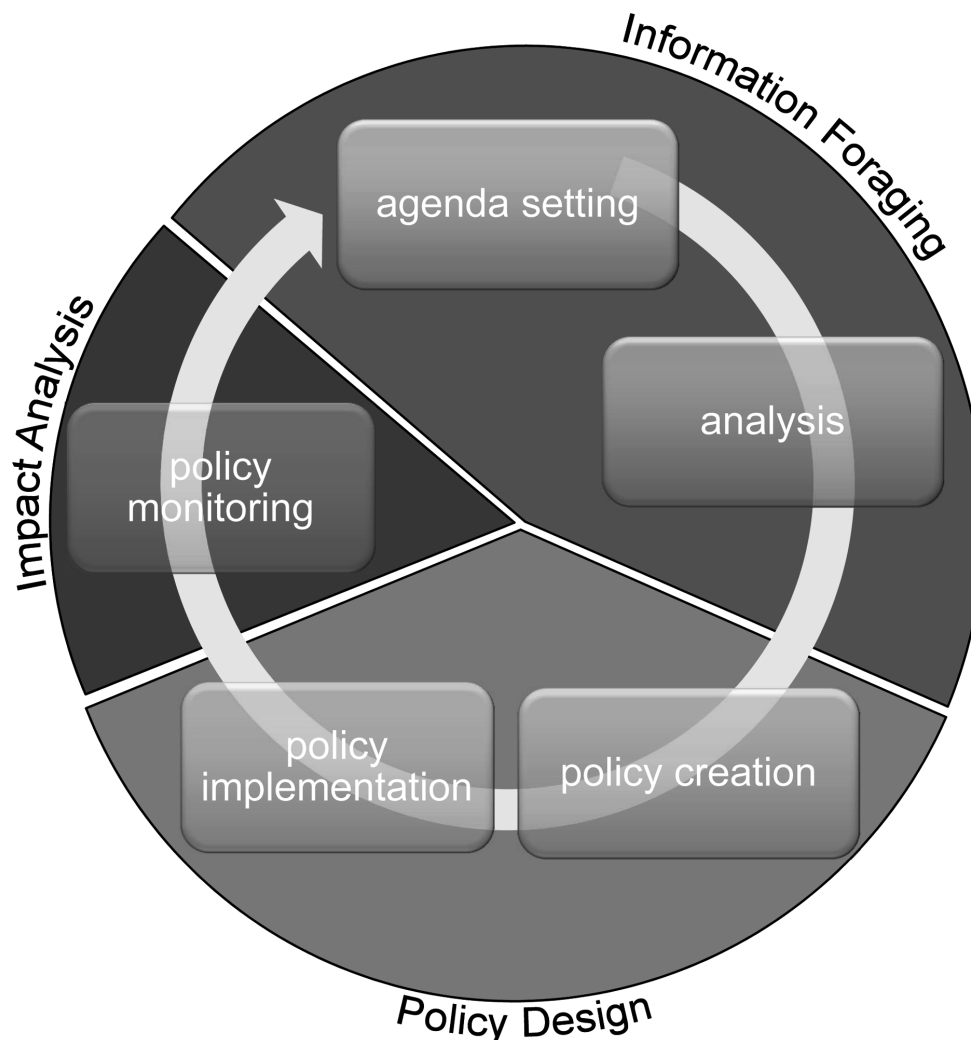 Information Foraging
agenda setting
analysis
Impact Analysis
policy
monitoring
policy
implementation
policy creation
Policy Design